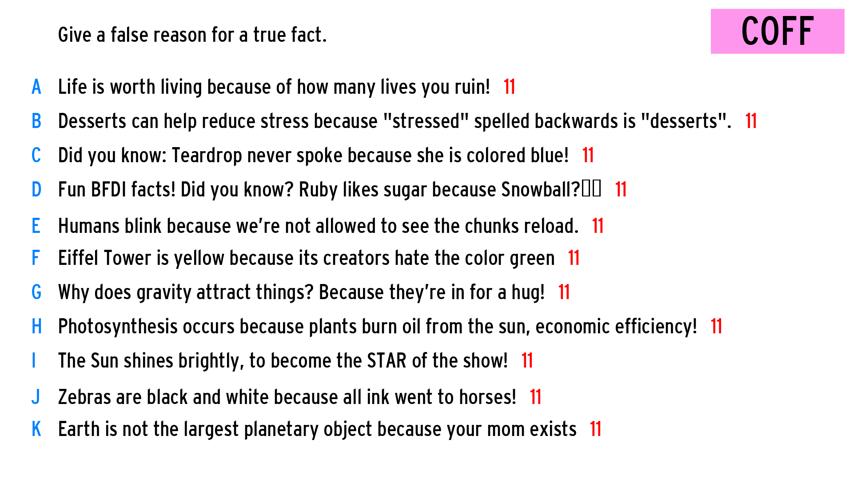 Give a false reason for a true fact.
COFF
A Life is worth living because of how many lives you ruin! 11
B Desserts can help reduce stress because "stressed" spelled backwards is "desserts". 11
C Did you know: Teardrop never spoke because she is colored blue! 11
D Fun BFDI facts! Did you know? Ruby likes sugar because Snowball?▯▯ 11
E Humans blink because we’re not allowed to see the chunks reload. 11
F Eiffel Tower is yellow because its creators hate the color green 11
G Why does gravity attract things? Because they’re in for a hug! 11
H Photosynthesis occurs because plants burn oil from the sun, economic efficiency! 11
I The Sun shines brightly, to become the STAR of the show! 11
J Zebras are black and white because all ink went to horses! 11
K Earth is not the largest planetary object because your mom exists 11